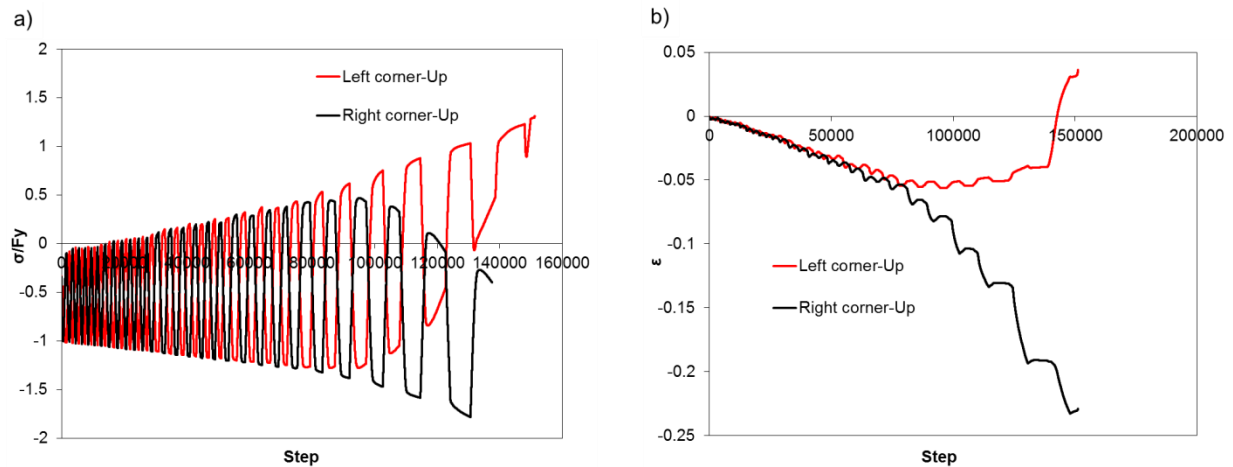 a)
2
1.5
1
0.5
0
-0.5
-1
-1.5
-2
σ/Fy
Left corner-Up
Right corner-Up
0 20000 40000 60000 80000 100000 120000 140000 160000
Step
b)
0.05
0
-0.05
-0.1
-0.15
-0.2
-0.25
ε
0 50000 100000 150000 200000
Left corner-Up
Right corner-Up
Step